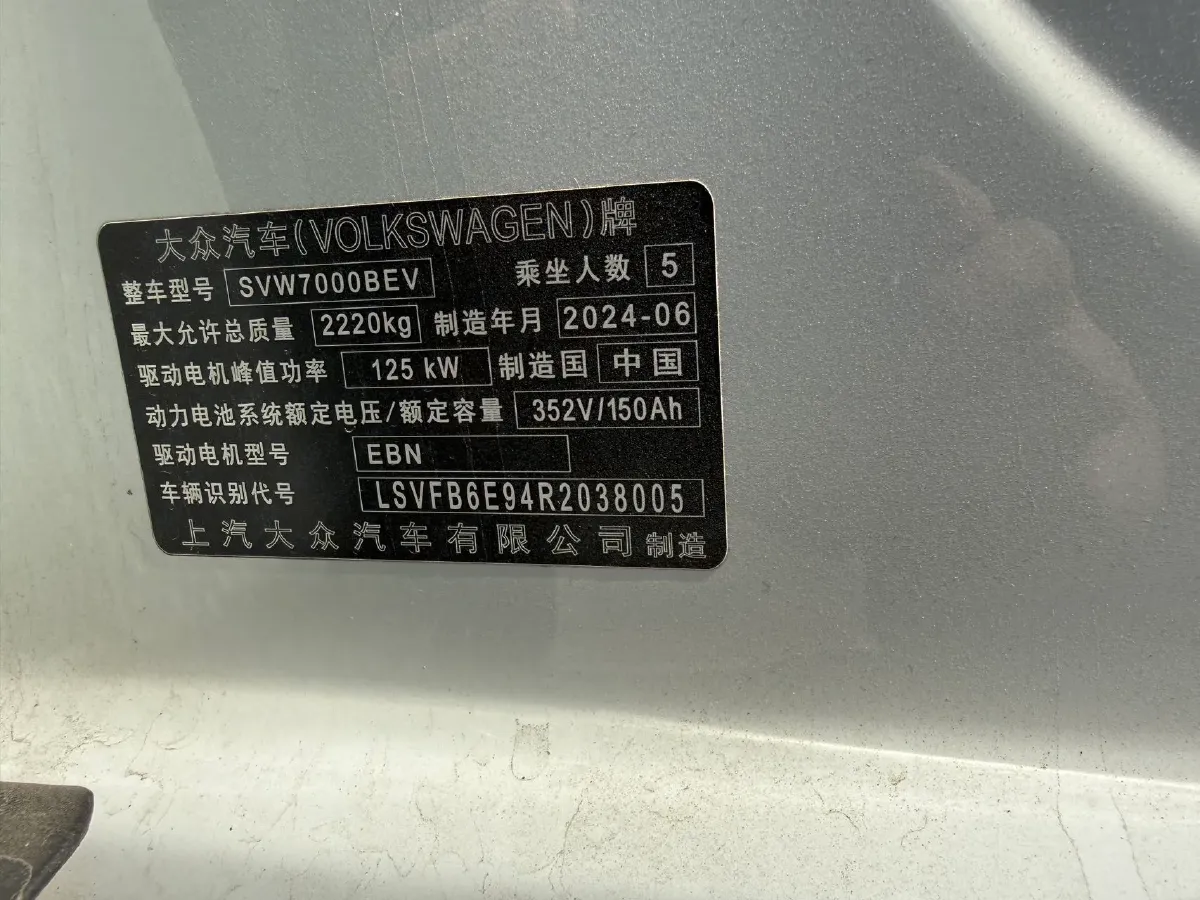 大众汽车(VOLKSWAGEN)牌
整车型号 SVW7000BEV 乘坐人数 5
最大允许总质量 2220kg 制造年月 2024-06
驱动电机峰值功率 125 kW 制造国 中国
动力电池系统额定电压/额定容量 352V/150Ah
驱动电机型号 EBN
车辆识别代号 LSVFB6E94R2038005
上汽大众汽车有限公司 制造